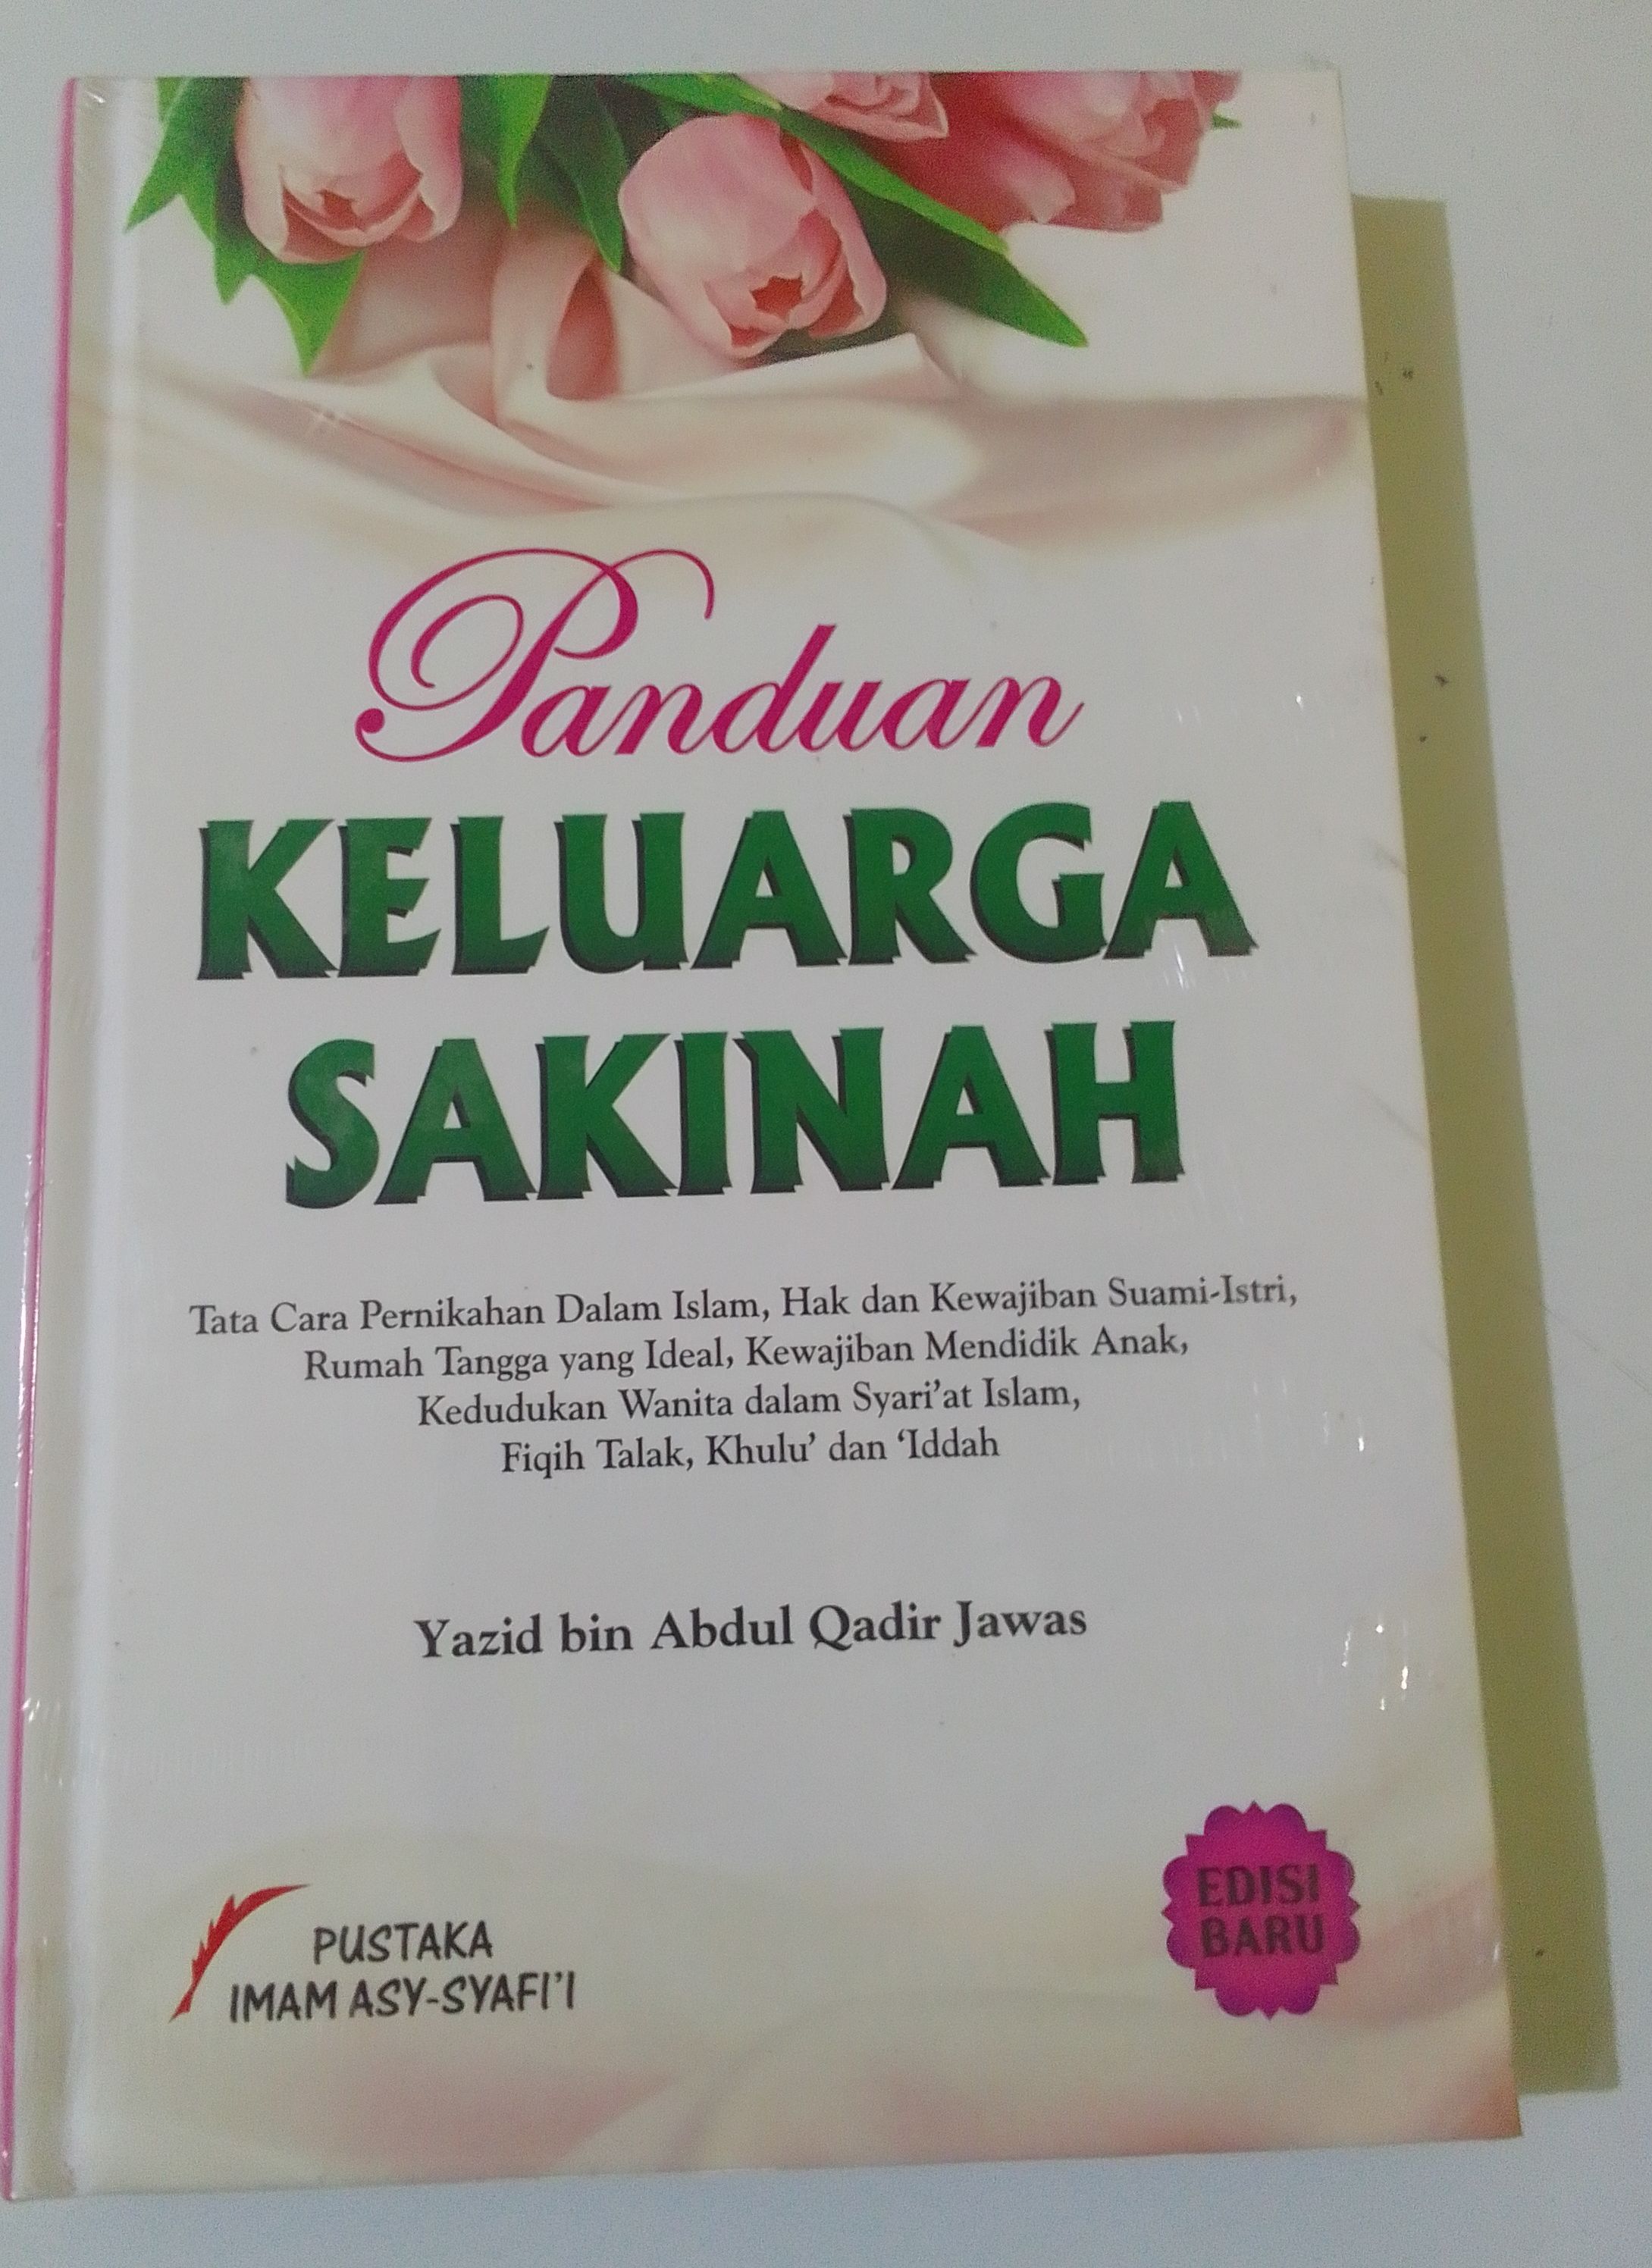 Panduan
KELUARGA
SAKINAH
Tata Cara Pernikahan Dalam Islam, Hak dan Kewajiban Suami-Istri,
Rumah Tangga yang Ideal, Kewajiban Mendidik Anak,
Kedudukan Wanita dalam Syari’at Islam,
Fiqih Talak, Khulu’ dan ‘Iddah
Yazid bin Abdul Qadir Jawas
PUSTAKA
IMAM ASY-SYAFI'I
EDISI
BARU